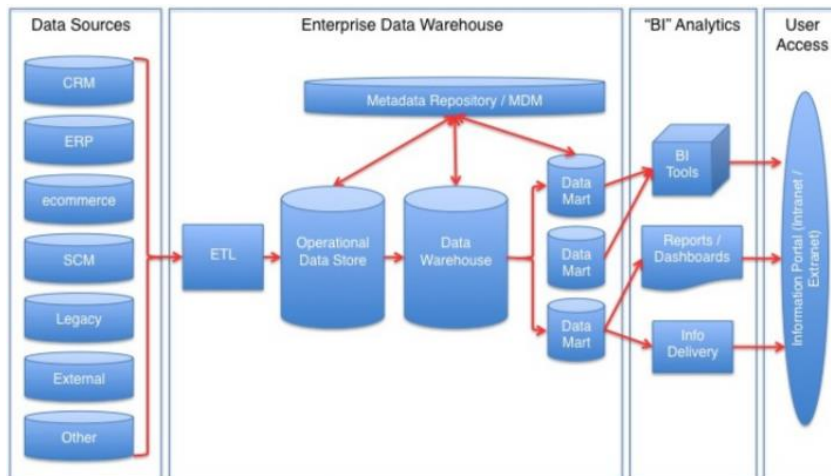 Data Sources
Enterprise Data Warehouse
"BI" Analytics
User
Access
CRM
ERP
ecommerce
SCM
Legacy
External
Other
Metadata Repository / MDM
ETL
Operational
Data Store
Data
Warehouse
Data
Mart
Data
Mart
Data
Mart
BI
Tools
Reports /
Dashboards
Info
Delivery
Information Portal (Intranet /
Extranet)